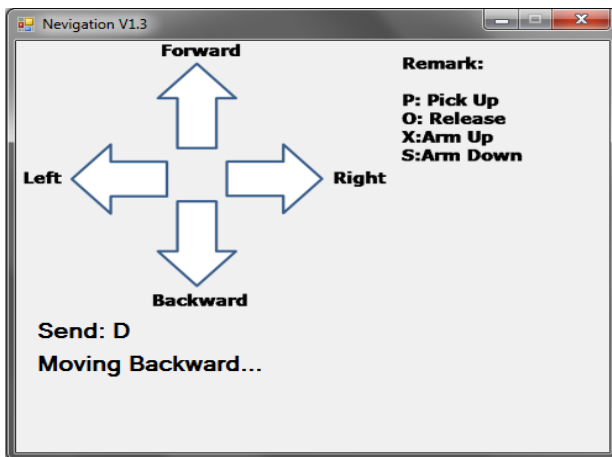 Nevigation V1.3
Forward
Remark:
P: Pick Up
O: Release
X:Arm Up
S:Arm Down
Left
Right
Backward
Send: D
Moving Backward...